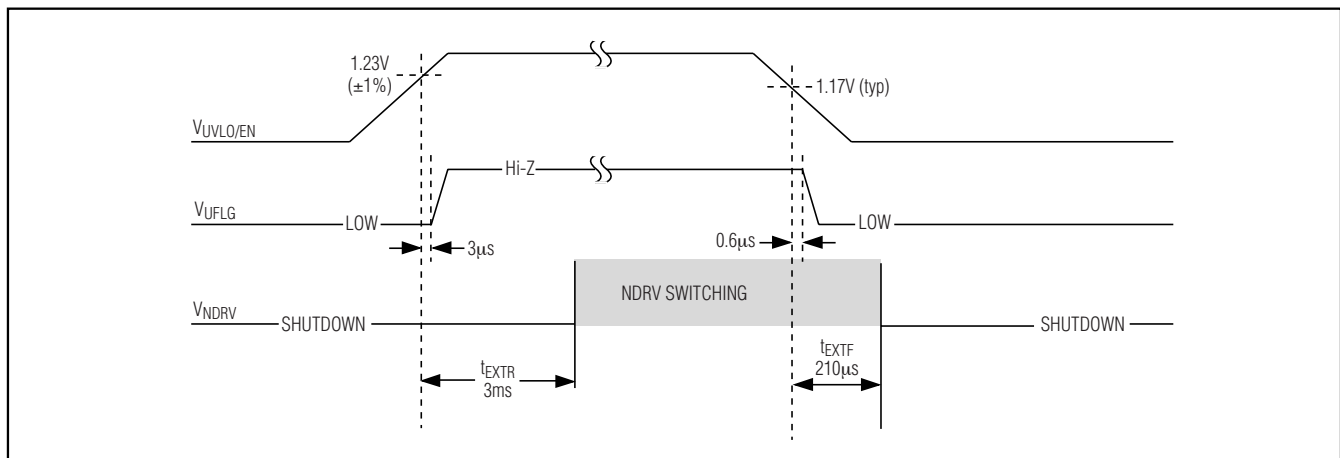 1.23V
(±1%)
1.17V (typ)
VUVLO/EN
Hi-Z
VUFLG
LOW
LOW
3µs
0.6µs
NDRV SWITCHING
VNDRV
SHUTDOWN
SHUTDOWN
tEXTR
3ms
tEXTF
210µs